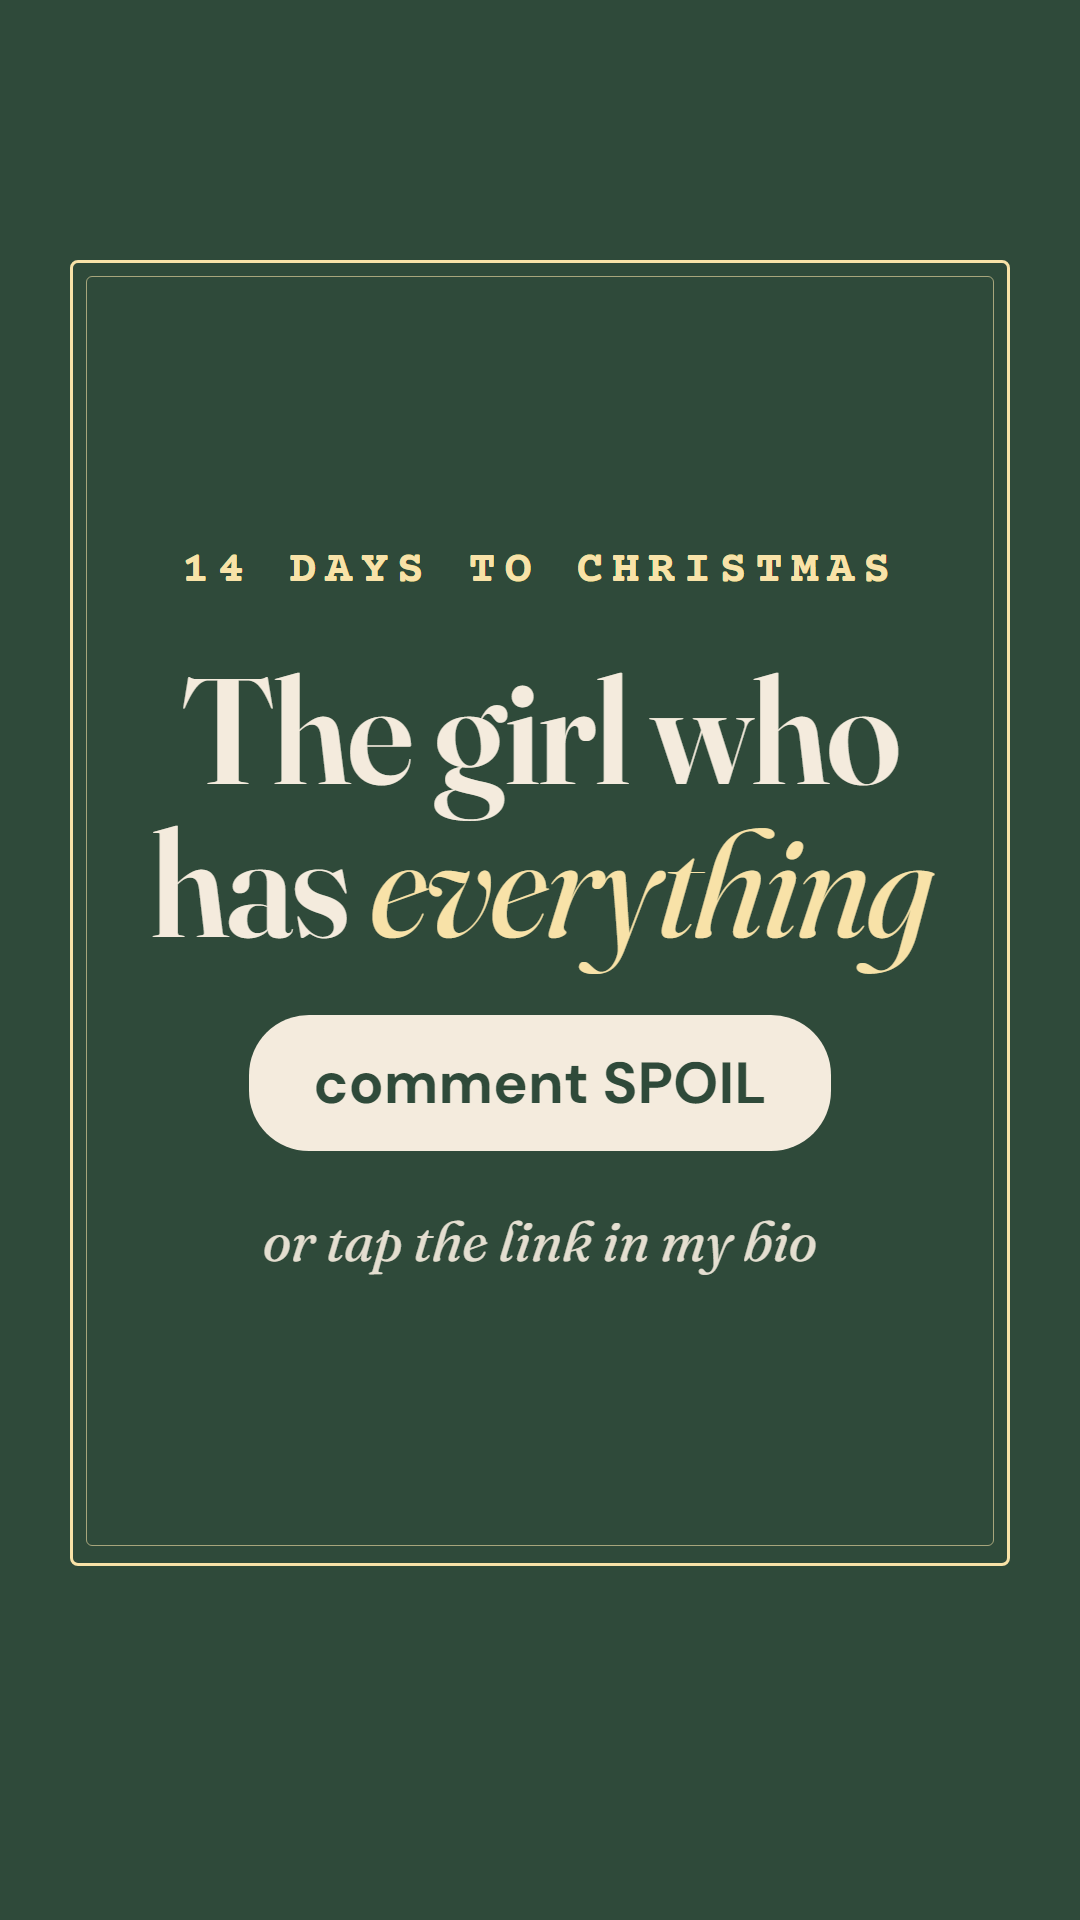 14 DAYS TO CHRISTMAS
The girl who
has everything
comment SPOIL
or tap the link in my bio